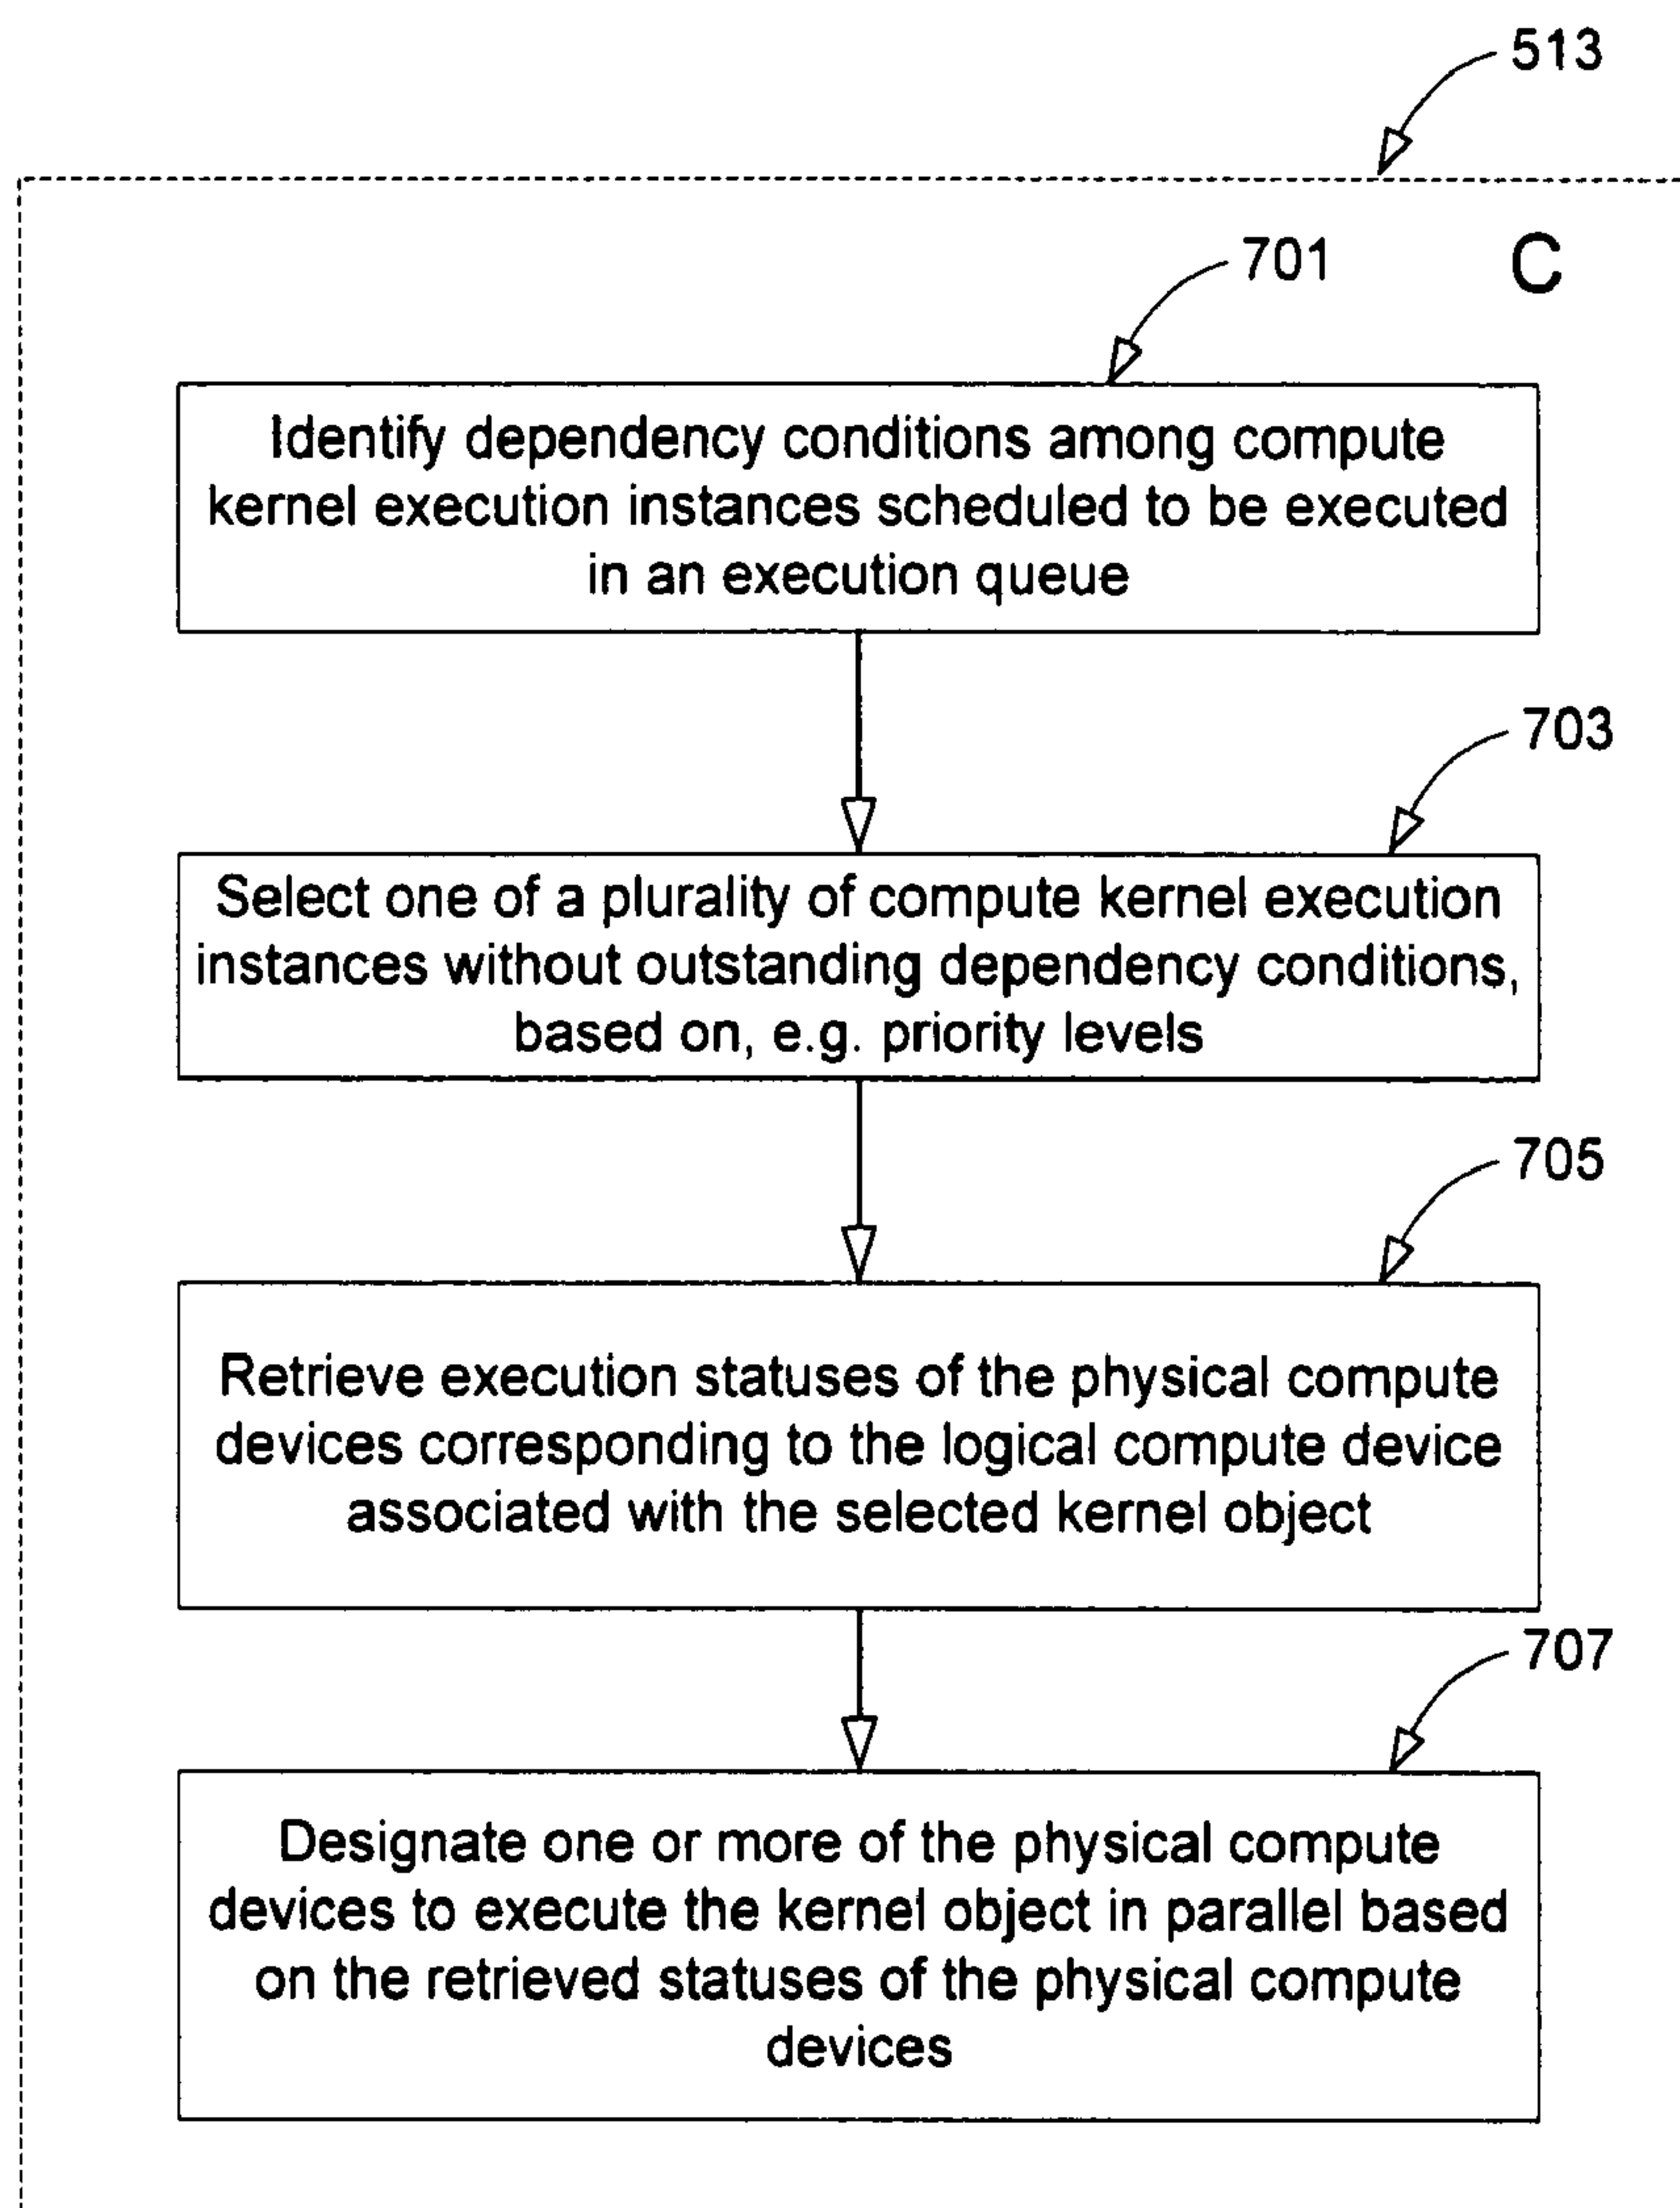 513
701
C
Identify dependency conditions among compute
kernel execution instances scheduled to be executed
in an execution queue
703
Select one of a plurality of compute kernel execution
instances without outstanding dependency conditions,
based on, e.g. priority levels
705
Retrieve execution statuses of the physical compute
devices corresponding to the logical compute device
associated with the selected kernel object
707
Designate one or more of the physical compute
devices to execute the kernel object in parallel based
on the retrieved statuses of the physical compute
devices